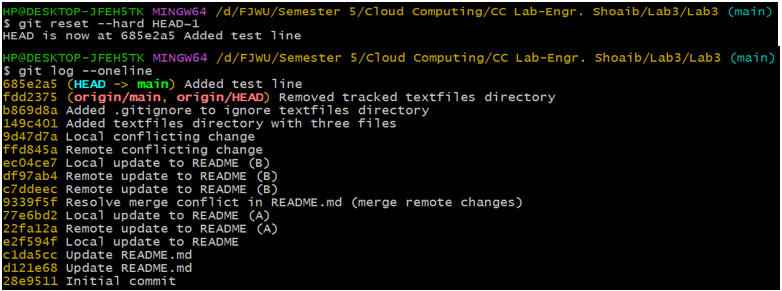 HP@DESKTOP-JFEH5TK MINGW64 /d/FJWU/Semester 5/Cloud Computing/CC Lab-Engr. Shoaib/Lab3/Lab3 (main)
$ git reset --hard HEAD~1
HEAD is now at 685e2a5 Added test line
HP@DESKTOP-JFEH5TK MINGW64 /d/FJWU/Semester 5/Cloud Computing/CC Lab-Engr. Shoaib/Lab3/Lab3 (main)
$ git log --oneline
685e2a5 (HEAD -> main) Added test line
fdd2375 (origin/main, origin/HEAD) Removed tracked textfiles directory
b869d8a Added .gitignore to ignore textfiles directory
149c401 Added textfiles directory with three files
9d47d7a Local conflicting change
ffd845a Remote conflicting change
ec04ce7 Local update to README (B)
df97ab4 Remote update to README (B)
c7ddeec Remote update to README (B)
9339f5f Resolve merge conflict in README.md (merge remote changes)
77e6bd2 Local update to README (A)
22fa12a Remote update to README (A)
e2f594f Local update to README
c1da5cc Update README.md
d121e68 Update README.md
28e9511 Initial commit